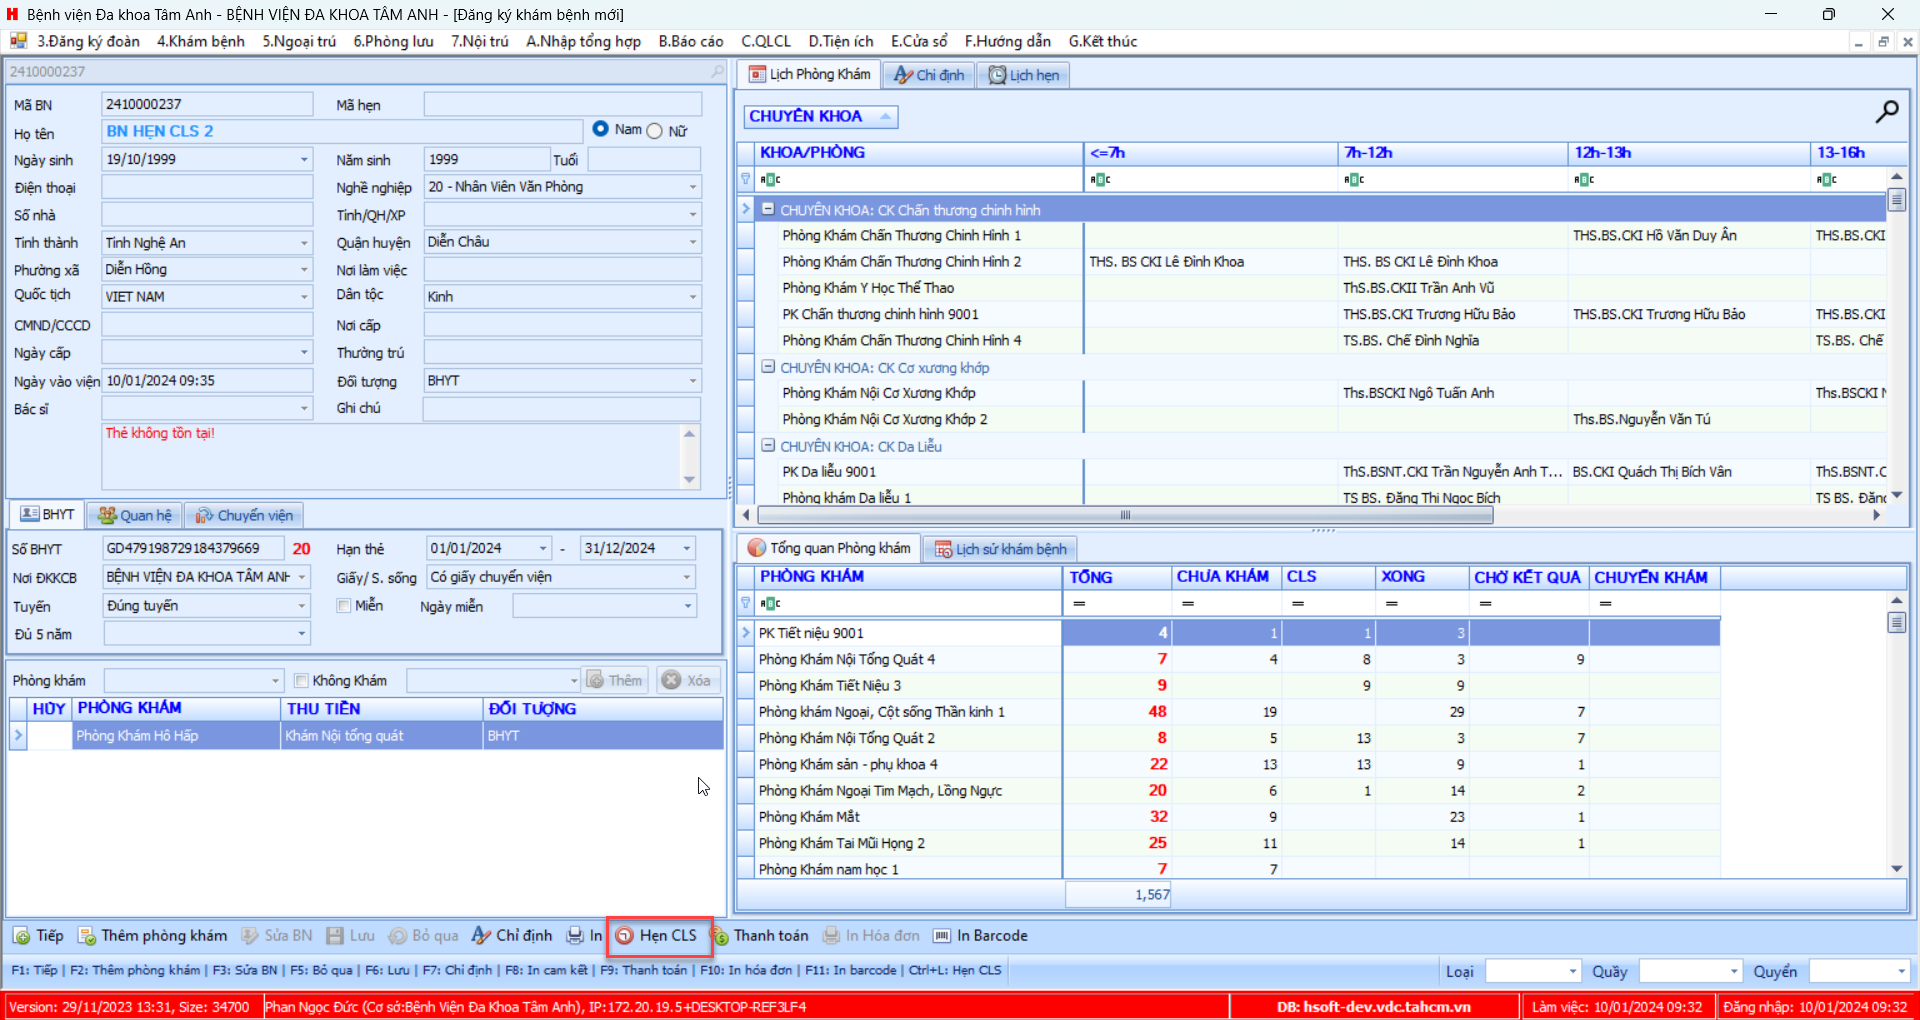 Bệnh viện Đa khoa Tâm Anh - BỆNH VIỆN ĐA KHOA TÂM ANH - [Đăng ký khám bệnh mới]
3.Đăng ký đoàn 4.Khám bệnh 5.Ngoại trú 6.Phòng lưu 7.Nội trú A.Nhập tổng hợp B.Báo cáo C.QLCL D.Tiện ích E.Cửa sổ F.Hướng dẫn G.Kết thúc
2410000237
Mã BN 2410000237 Mã hẹn
Họ tên BN HẸN CLS 2 Nam Nữ
Ngày sinh 19/10/1999 Năm sinh 1999 Tuổi
Điện thoại Nghề nghiệp 20 - Nhân Viên Văn Phòng
Số nhà Tỉnh/QH/XP
Tỉnh thành Tỉnh Nghệ An Quận huyện Diễn Châu
Phường xã Diễn Hồng Nơi làm việc
Quốc tịch VIET NAM Dân tộc Kinh
CMND/CCCD Nơi cấp
Ngày cấp Thường trú
Ngày vào viện 10/01/2024 09:35 Đối tượng BHYT
Bác sĩ Ghi chú
Thẻ không tồn tại!
BHYT Quan hệ Chuyển viện
Số BHYT GD479198729184379669 20 Hạn thẻ 01/01/2024 - 31/12/2024
Nơi ĐKKCB BỆNH VIỆN ĐA KHOA TÂM ANH Giấy/ S. sống Có giấy chuyển viện
Tuyến Đúng tuyến Miễn Ngày miễn
Đủ 5 năm
Phòng khám Không Khám Thêm Xóa
HỦY PHÒNG KHÁM THU TIỀN ĐỐI TƯỢNG
Phòng Khám Hô Hấp Khám Nội tổng quát BHYT
Lịch Phòng Khám Chỉ định Lịch hẹn
CHUYÊN KHOA
KHOA/PHÒNG <=7h 7h-12h 12h-13h 13-16h
CHUYÊN KHOA: CK Chấn thương chỉnh hình
Phòng Khám Chấn Thương Chỉnh Hình 1 THS.BS.CKI Hồ Văn Duy Ân THS.BS.CKI
Phòng Khám Chấn Thương Chỉnh Hình 2 THS. BS CKI Lê Đình Khoa THS. BS CKI Lê Đình Khoa
Phòng Khám Y Học Thể Thao ThS.BS.CKII Trần Anh Vũ
PK Chấn thương chỉnh hình 9001 THS.BS.CKI Trương Hữu Bảo THS.BS.CKI Trương Hữu Bảo THS.BS.CKI
Phòng Khám Chấn Thương Chỉnh Hình 4 TS.BS. Chế Đình Nghĩa TS.BS. Chế
CHUYÊN KHOA: CK Cơ xương khớp
Phòng Khám Nội Cơ Xương Khớp Ths.BSCKI Ngô Tuấn Anh Ths.BSCKI N
Phòng Khám Nội Cơ Xương Khớp 2 Ths.BS.Nguyễn Văn Tú
CHUYÊN KHOA: CK Da Liễu
PK Da liễu 9001 ThS.BSNT.CKI Trần Nguyễn Anh T... BS.CKI Quách Thị Bích Vân ThS.BSNT.C
Phòng khám Da liễu 1 TS BS. Đặng Thị Ngọc Bích TS BS. Đặng
Tổng quan Phòng khám Lịch sử khám bệnh
PHÒNG KHÁM TỔNG CHƯA KHÁM CLS XONG CHỜ KẾT QUẢ CHUYỂN KHÁM
= = = = = =
PK Tiết niệu 9001 4 1 1 3
Phòng Khám Nội Tổng Quát 4 7 4 8 3 9
Phòng Khám Tiết Niệu 3 9 9 9
Phòng khám Ngoại, Cột sống Thần kinh 1 48 19 29 7
Phòng Khám Nội Tổng Quát 2 8 5 13 3 7
Phòng Khám sản - phụ khoa 4 22 13 13 9 1
Phòng Khám Ngoại Tim Mạch, Lồng Ngực 20 6 1 14 2
Phòng Khám Mắt 32 9 23 1
Phòng Khám Tai Mũi Họng 2 25 11 14 1
Phòng Khám nam học 1 7 7
1,567
Tiếp Thêm phòng khám Sửa BN Lưu Bỏ qua Chỉ định In Hẹn CLS Thanh toán In Hóa đơn In Barcode
F1: Tiếp | F2: Thêm phòng khám | F3: Sửa BN | F5: Bỏ qua | F6: Lưu | F7: Chỉ định | F8: In cam kết | F9: Thanh toán | F10: In hóa đơn | F11: In barcode | Ctrl+L: Hẹn CLS Loại Quầy Quyển
Version: 29/11/2023 13:31, Size: 34700 Phan Ngọc Đức (Cơ sở:Bệnh Viện Đa Khoa Tâm Anh), IP:172.20.19.5+DESKTOP-REF3LF4 DB: hsoft-dev.vdc.tahcm.vn Làm việc: 10/01/2024 09:32 Đăng nhập: 10/01/2024 09:32